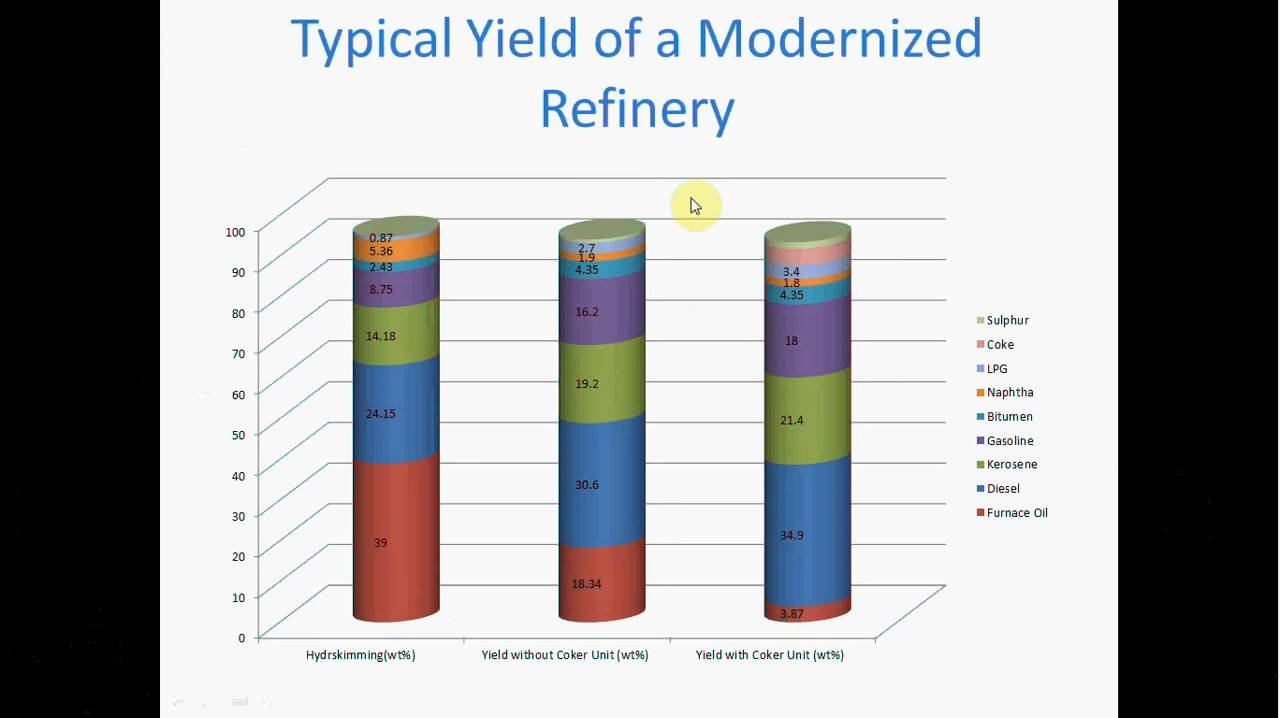 Typical Yield of a Modernized
Refinery
100
90
80
70
60
50
40
30
20
10
0
0.87
5.36
2.43
8.75
14.18
24.15
39
2.7
1.9
4.35
16.2
19.2
30.6
18.34
3.4
1.8
4.35
18
21.4
34.9
3.87
Hydrskimming(wt%)
Yield without Coker Unit (wt%)
Yield with Coker Unit (wt%)
Sulphur
Coke
LPG
Naphtha
Bitumen
Gasoline
Kerosene
Diesel
Furnace Oil